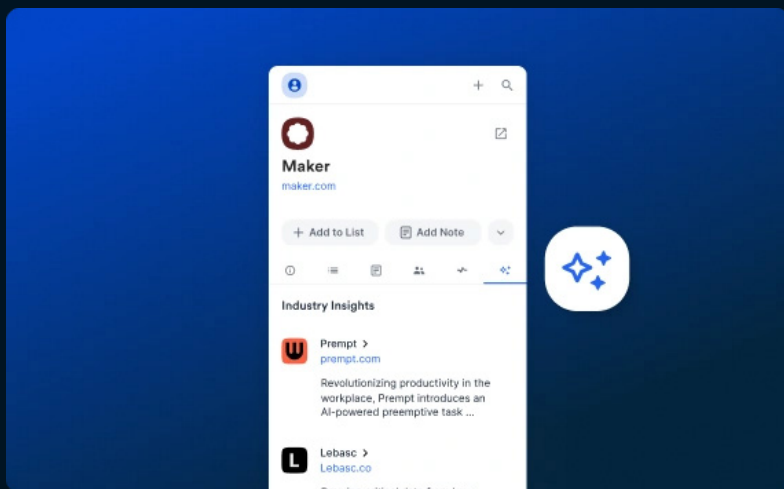 Maker
maker.com
Add to List
Add Note
Industry Insights
Prempt
prempt.com
Revolutionizing productivity in the
workplace, Prempt introduces an
AI-powered preemptive task ...
L
Lebasc
Lebasc.co